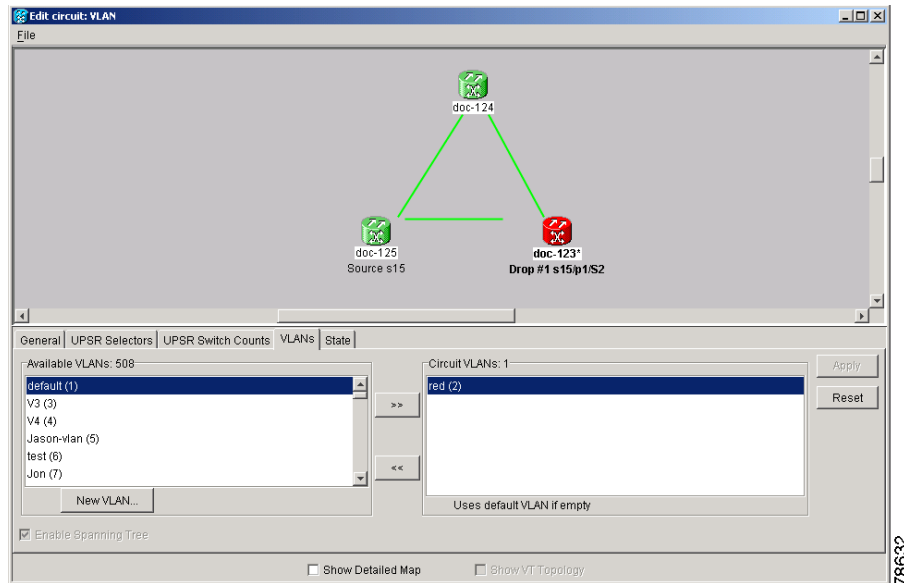 Edit circuit: VLAN
File
doc-124
doc-125
Source s15
doc-123*
Drop #1 s15/p1/S2
General UPSR Selectors UPSR Switch Counts VLANs State
Available VLANs: 508
default (1)
V3 (3)
V4 (4)
Jason-vlan (5)
test (6)
Jon (7)
New VLAN...
>>
<<
Circuit VLANs: 1
red (2)
Uses default VLAN if empty
Apply
Reset
Enable Spanning Tree
Show Detailed Map
Show VT Topology
78632